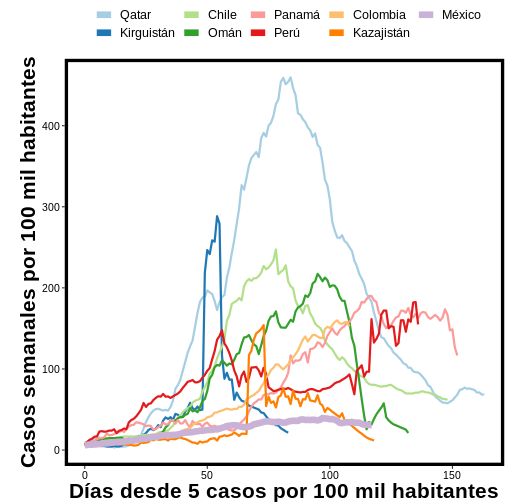 Qatar Chile Panamá Colombia México
Kirguistán Omán Perú Kazajistán
Casos semanales por 100 mil habitantes
400
300
200
100
0
0 50 100 150
Días desde 5 casos por 100 mil habitantes